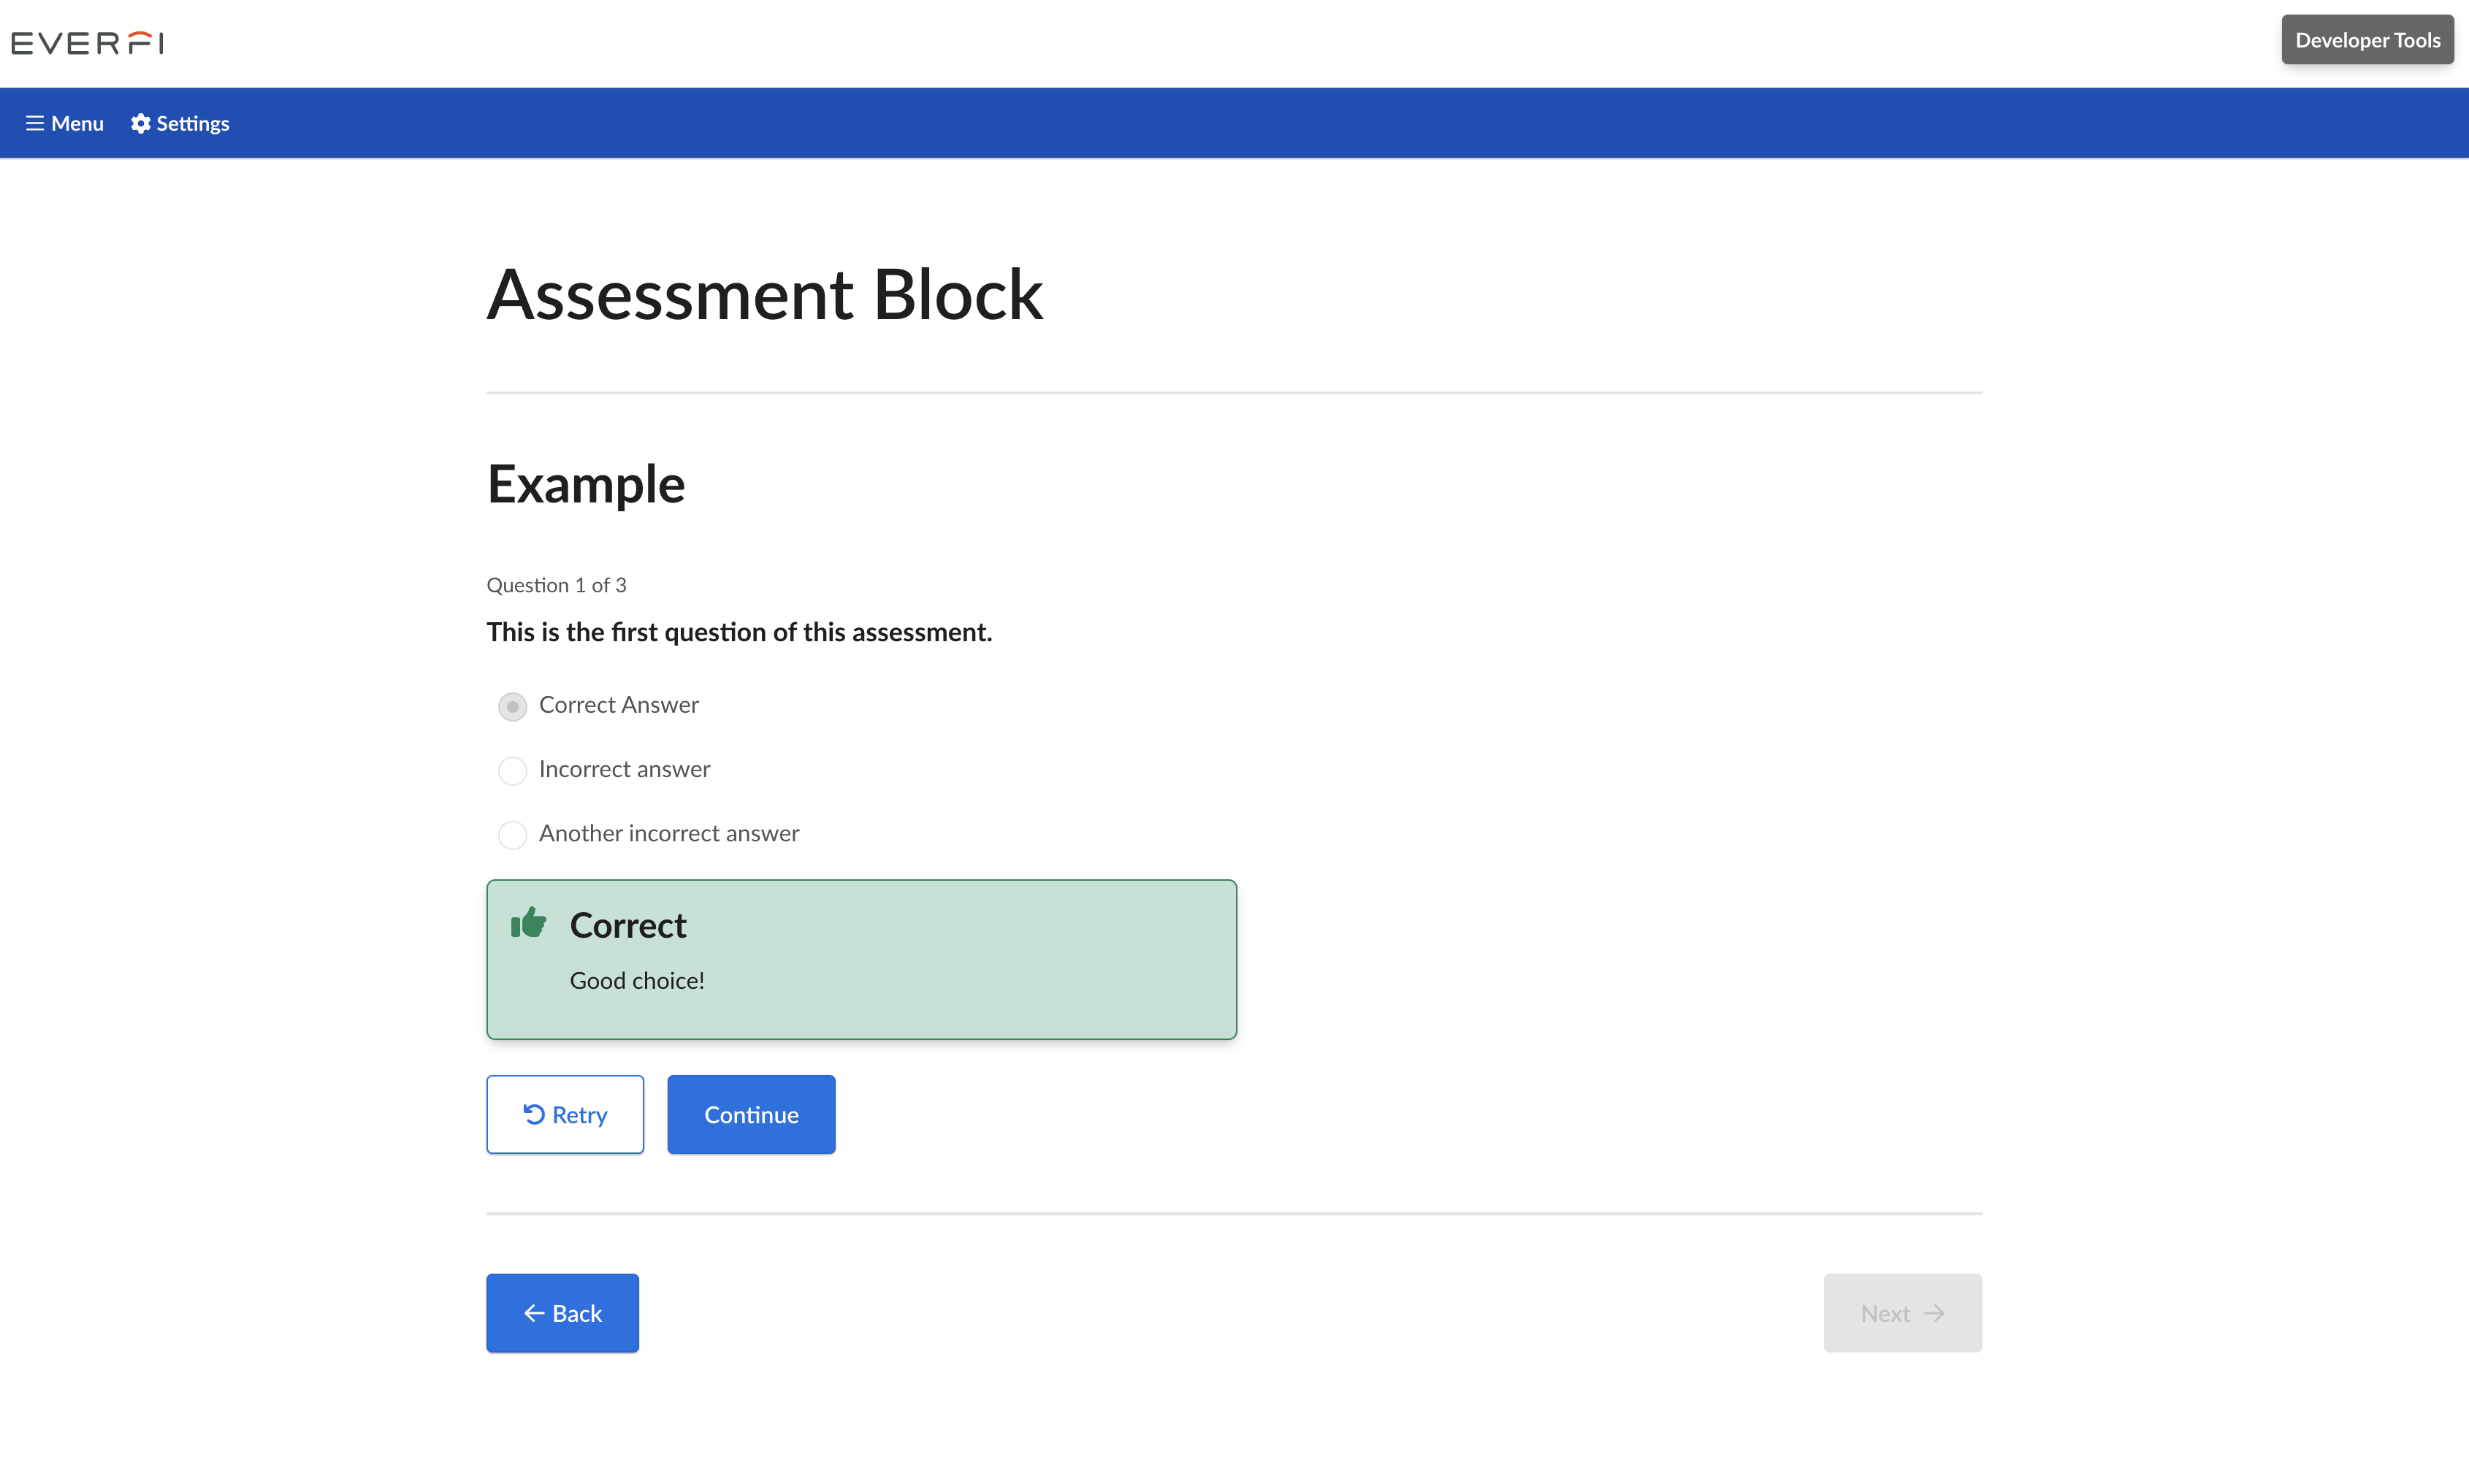 EVERFI
Developer Tools
Menu Settings
Assessment Block
Example
Question 1 of 3
This is the first question of this assessment.
Correct Answer
Incorrect answer
Another incorrect answer
Correct
Good choice!
Retry Continue
Back Next